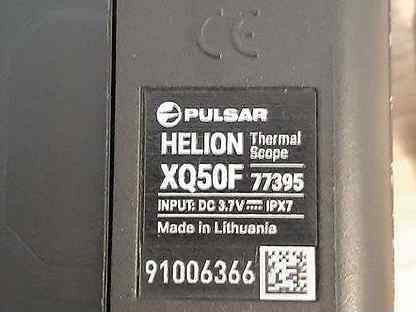 CE
PULSAR
HELION Thermal Scope
XQ50F 77395
INPUT: DC 3.7V ⎓ IPX7
Made in Lithuania
91006366